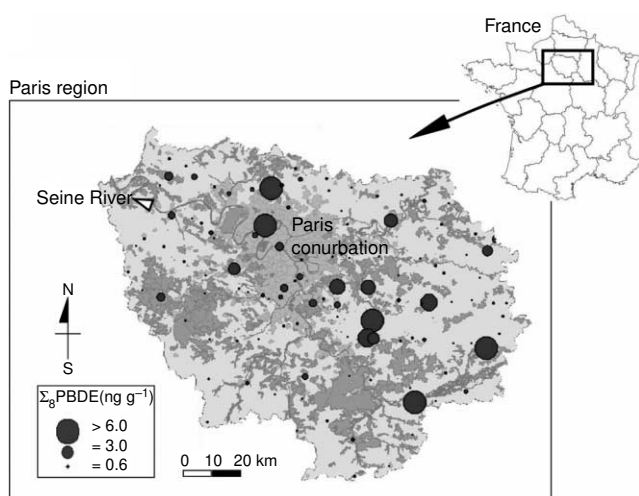 France
Paris region
Seine River
Paris
conurbation
N
S
Σ₈PBDE(ng g⁻¹)
> 6.0
= 3.0
= 0.6
0 10 20 km